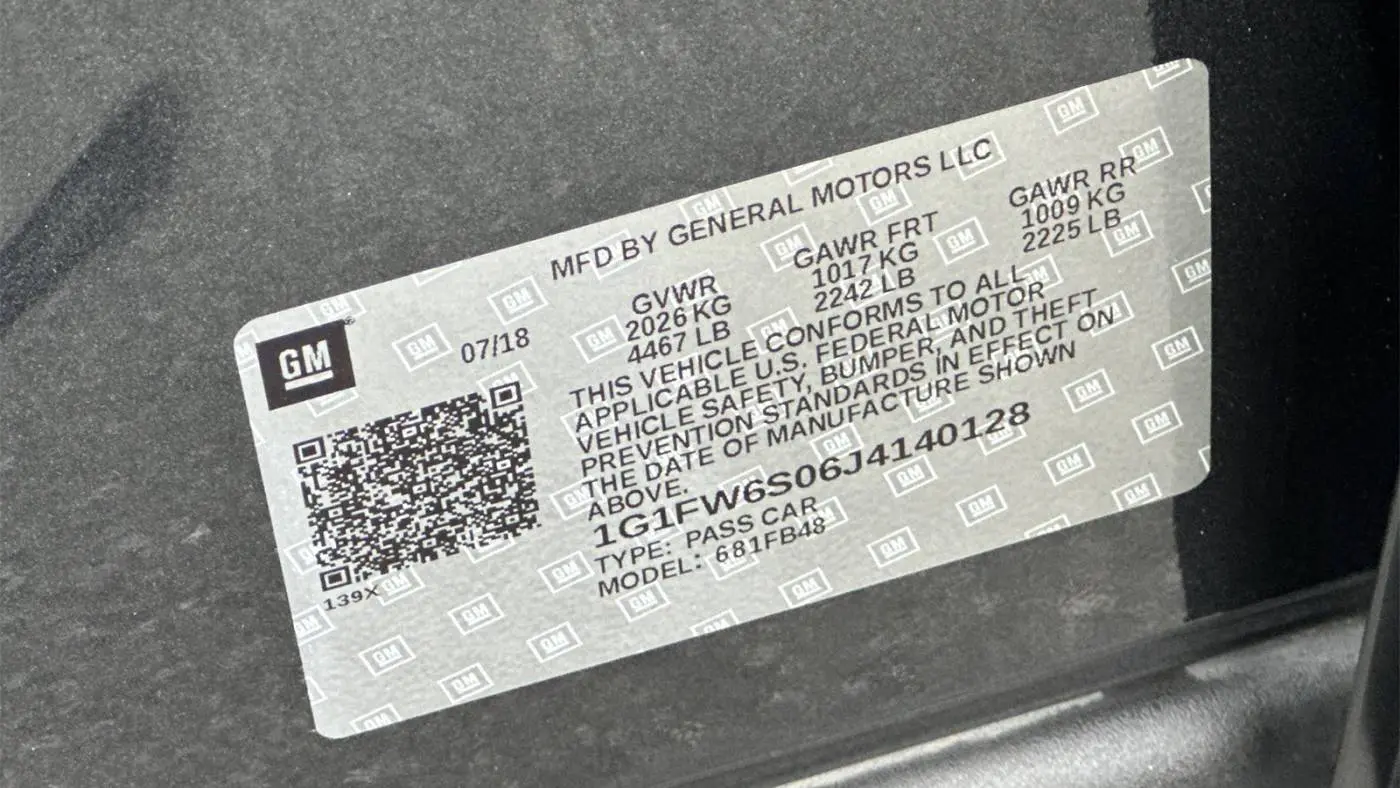 MFD BY GENERAL MOTORS LLC
GM
07/18
GVWR
2026 KG
4467 LB
GAWR FRT
1017 KG
2242 LB
GAWR RR
1009 KG
2225 LB
THIS VEHICLE CONFORMS TO ALL
APPLICABLE U.S. FEDERAL MOTOR
VEHICLE SAFETY, BUMPER, AND THEFT
PREVENTION STANDARDS IN EFFECT ON
THE DATE OF MANUFACTURE SHOWN
ABOVE.
1G1FW6S06J4140128
TYPE: PASS CAR
MODEL: 681FB48
139X